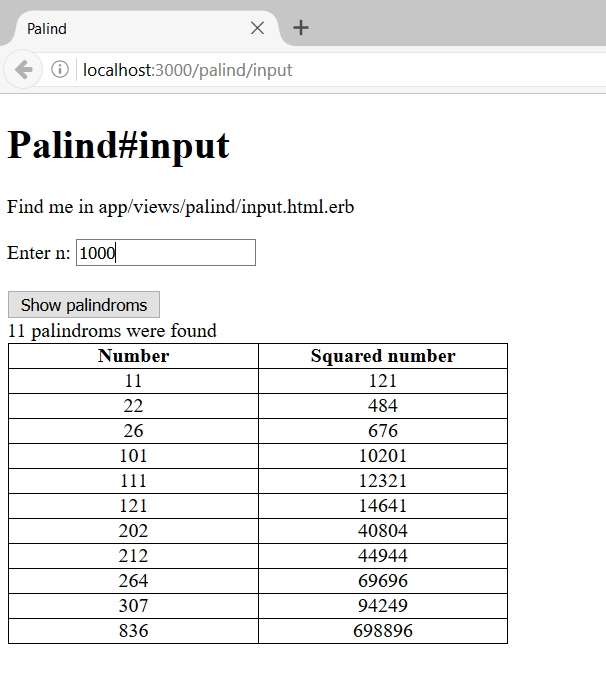 Palind
localhost:3000/palind/input
Palind#input
Find me in app/views/palind/input.html.erb
Enter n: 1000
Show palindroms
11 palindroms were found
Number Squared number
11 121
22 484
26 676
101 10201
111 12321
121 14641
202 40804
212 44944
264 69696
307 94249
836 698896